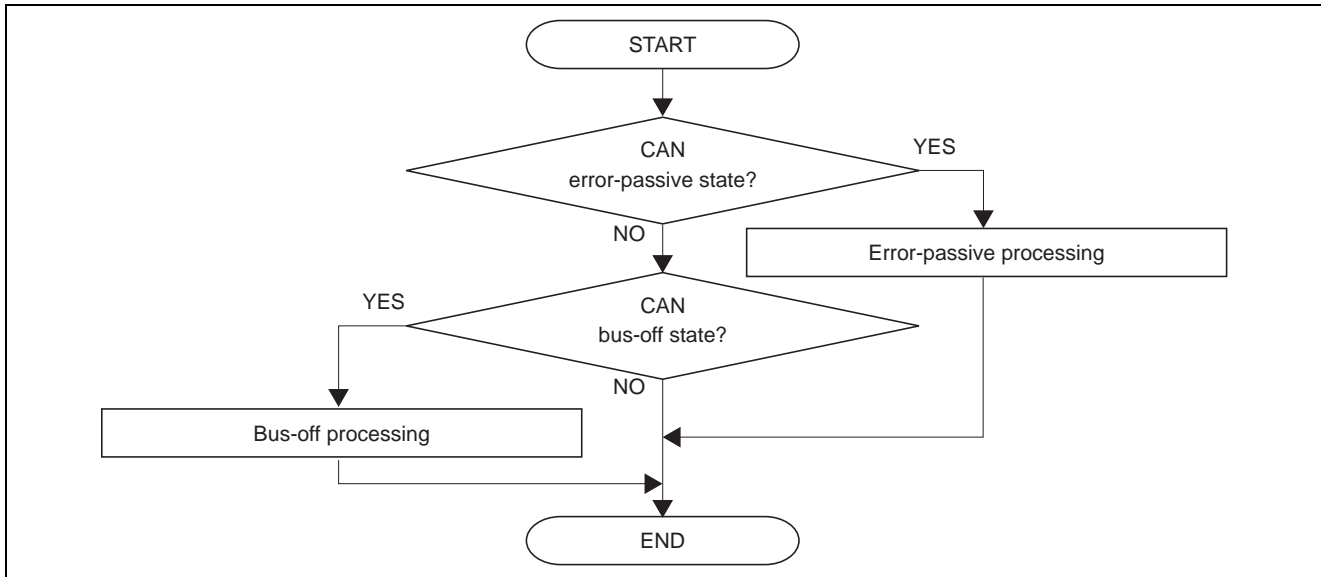 START
CAN
error-passive state?
YES
NO
Error-passive processing
CAN
bus-off state?
YES
NO
Bus-off processing
END